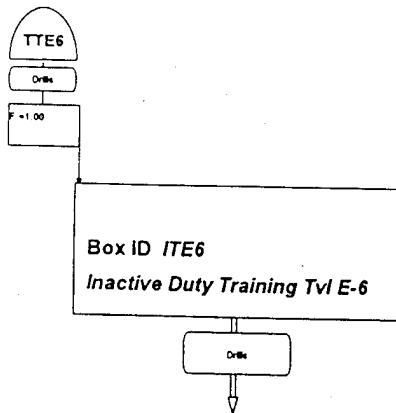 TTE6
Drills
F =1.00
Box ID ITE6
Inactive Duty Training Tvl E-6
Drills